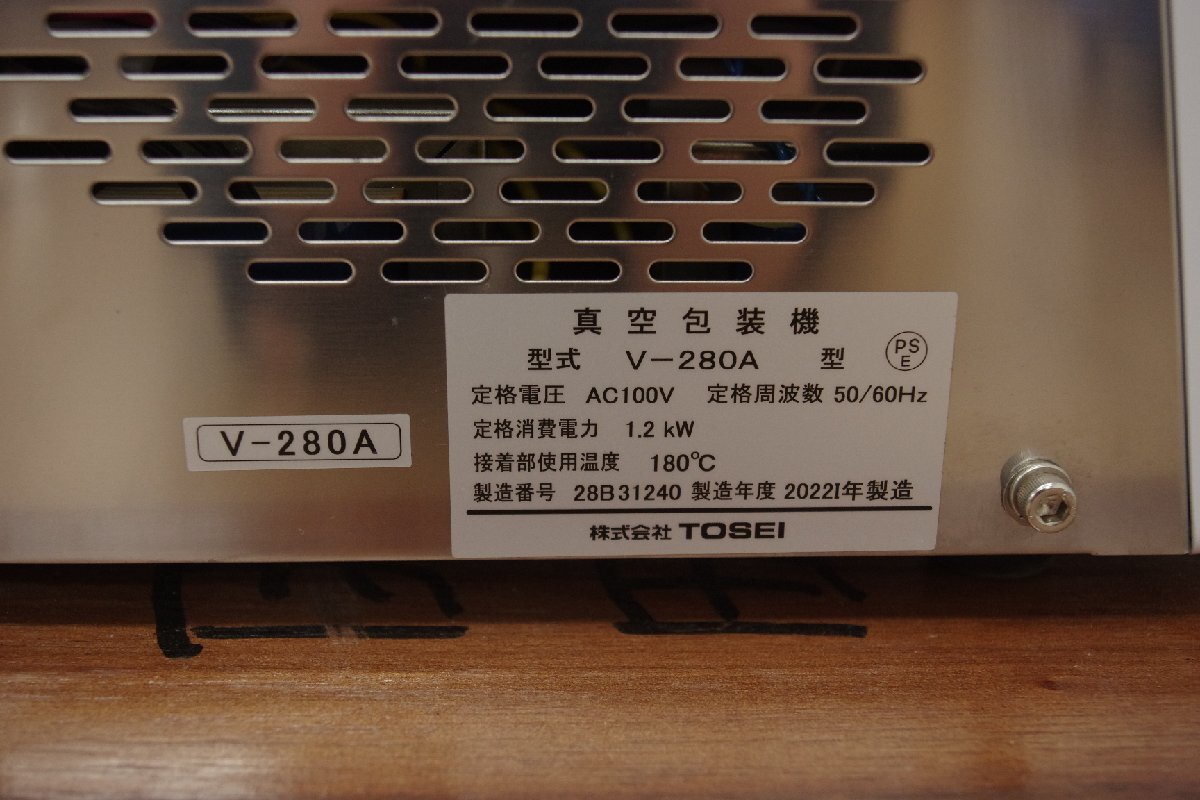 真空包装機
型式 V-280A 型
PS
E
定格電圧 AC100V 定格周波数 50/60Hz
定格消費電力 1.2 kW
接着部使用温度 180℃
製造番号 28B31240 製造年度 2022I年製造
株式会社 TOSEI
V-280A